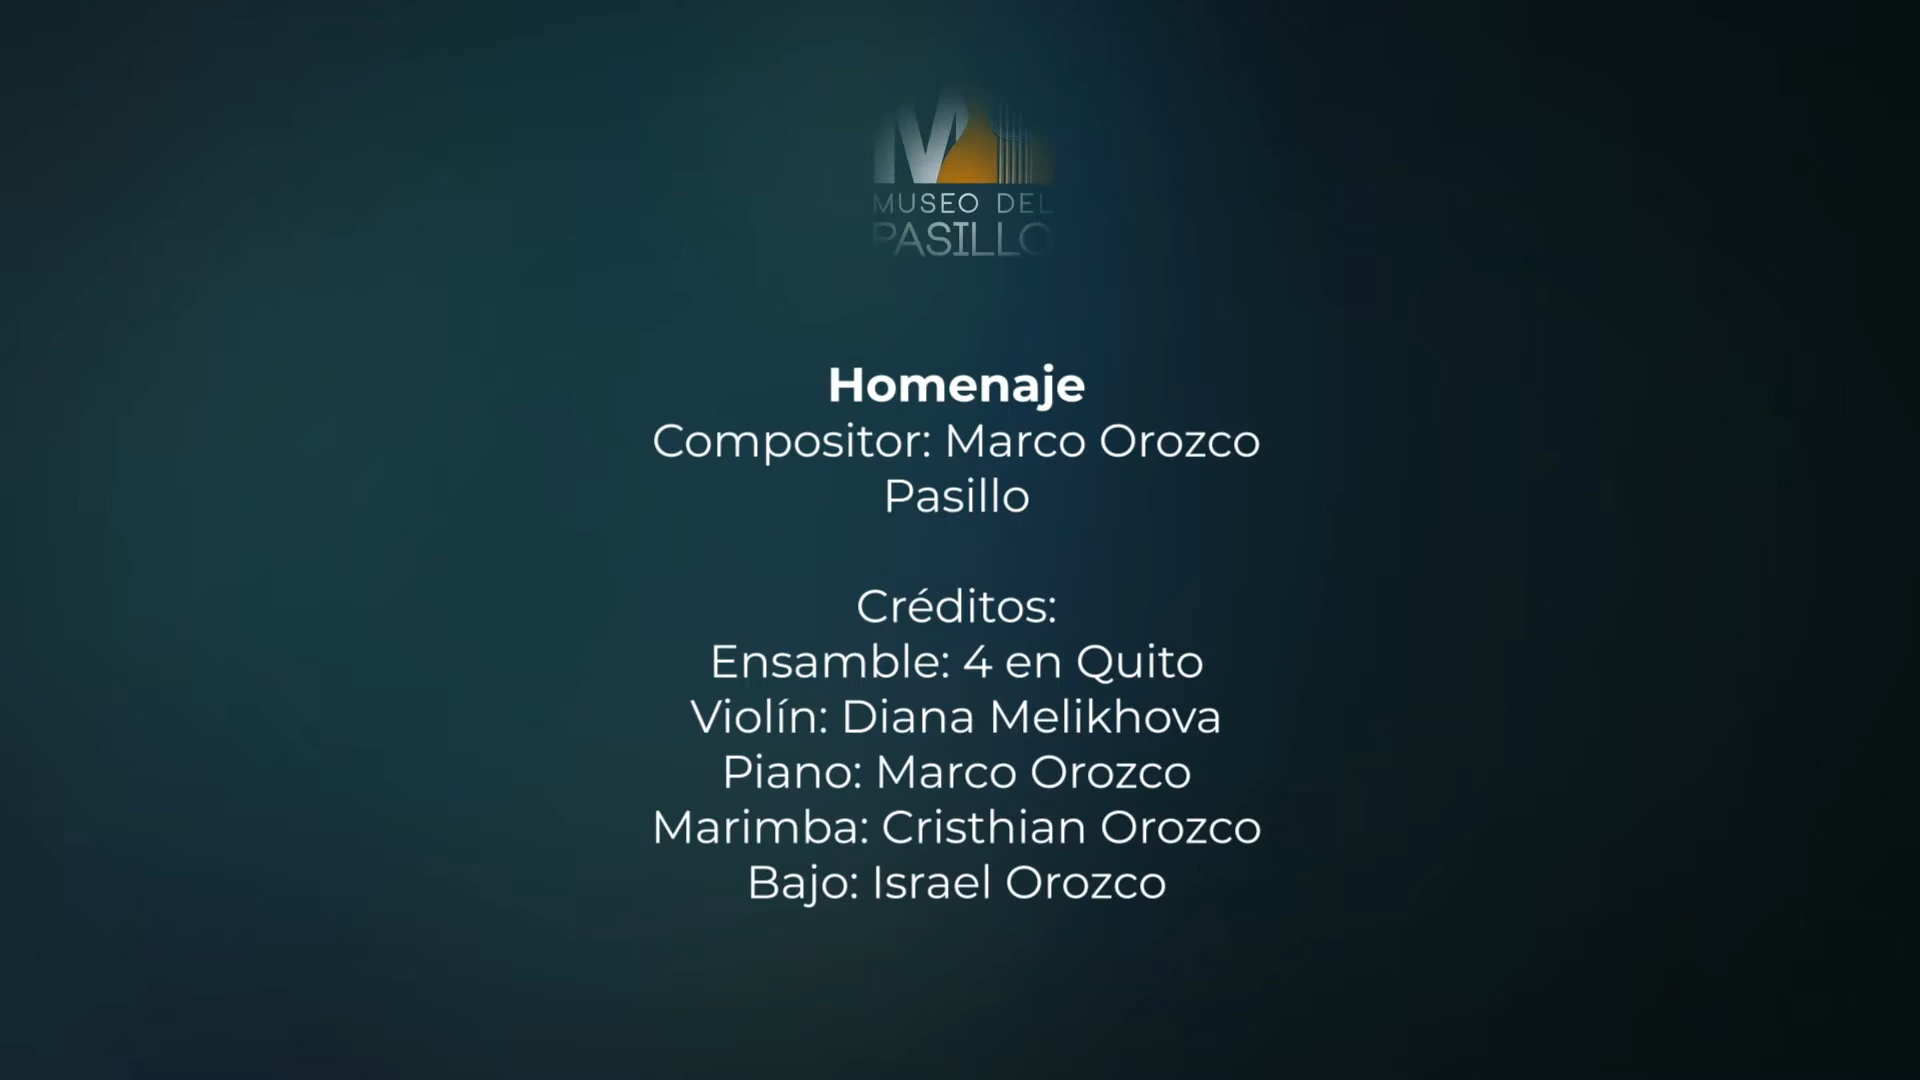 MUSEO DEL
PASILLO
Homenaje
Compositor: Marco Orozco
Pasillo
Créditos:
Ensamble: 4 en Quito
Violín: Diana Melikhova
Piano: Marco Orozco
Marimba: Cristhian Orozco
Bajo: Israel Orozco